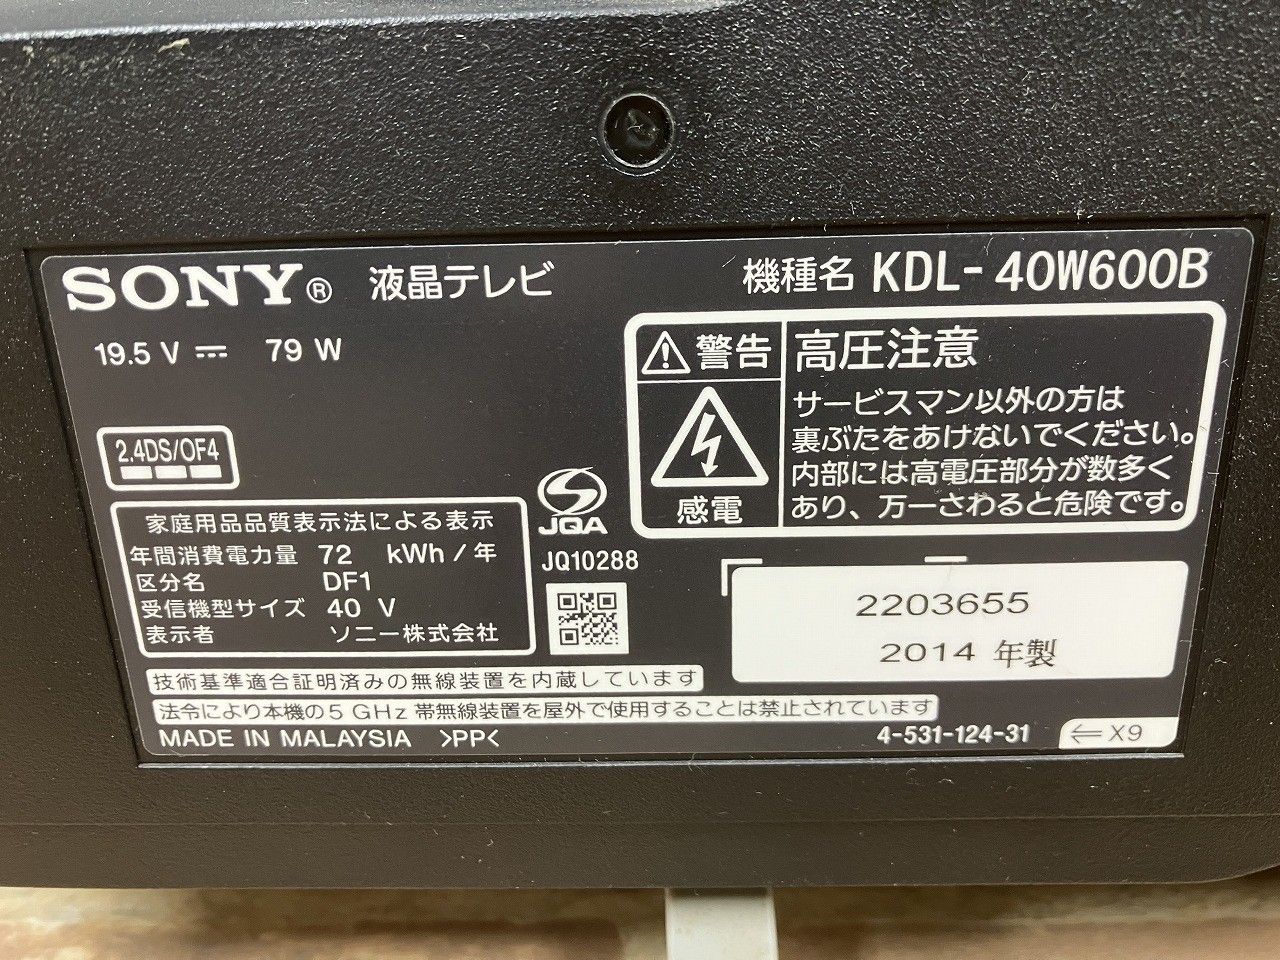 SONY® 液晶テレビ
機種名 KDL-40W600B
19.5 V ⎓ 79 W
警告
高圧注意
サービスマン以外の方は
裏ぶたをあけないでください。
内部には高電圧部分が数多く
あり、万一さわると危険です。
感電
2.4DS/OF4
JQA
JQ10288
家庭用品品質表示法による表示
年間消費電力量 72 kWh/年
区分名 DF1
受信機型サイズ 40 V
表示者 ソニー株式会社
2203655
2014 年製
技術基準適合証明済みの無線装置を内蔵しています
法令により本機の5 GHz 帯無線装置を屋外で使用することは禁止されています
MADE IN MALAYSIA >PP<
4-531-124-31
⇐ X9